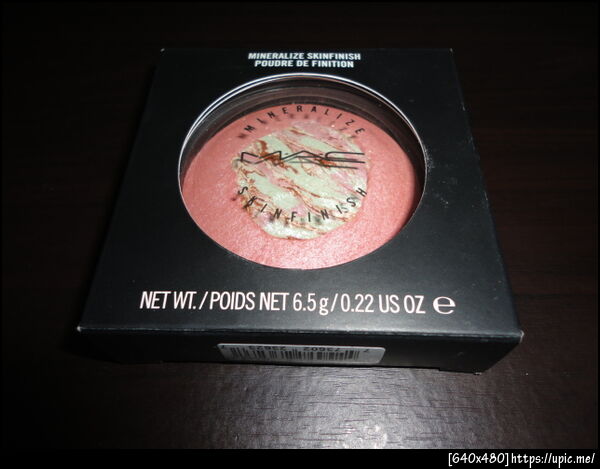 MINERALIZE SKINFINISH
POUDRE DE FINITION
MINERALIZE
MAC
SKINFINISH
NET WT./POIDS NET 6.5g/0.22 US OZ ℮
[640x480]https://upic.me/